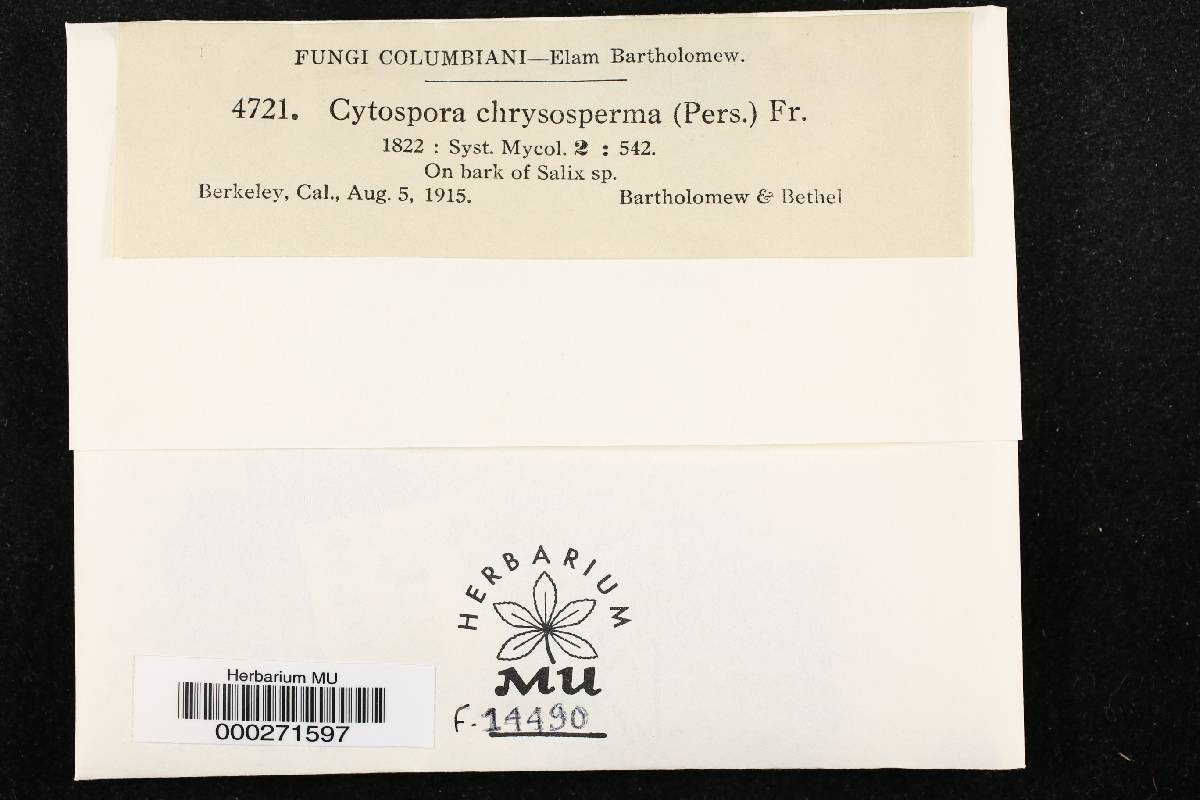 FUNGI COLUMBIANI—Elam Bartholomew.
4721. Cytospora chrysosperma (Pers.) Fr.
1822 : Syst. Mycol. 2 : 542.
On bark of Salix sp.
Berkeley, Cal., Aug. 5, 1915. Bartholomew & Bethel
HERBARIUM
MU
F. 14490
Herbarium MU
000271597